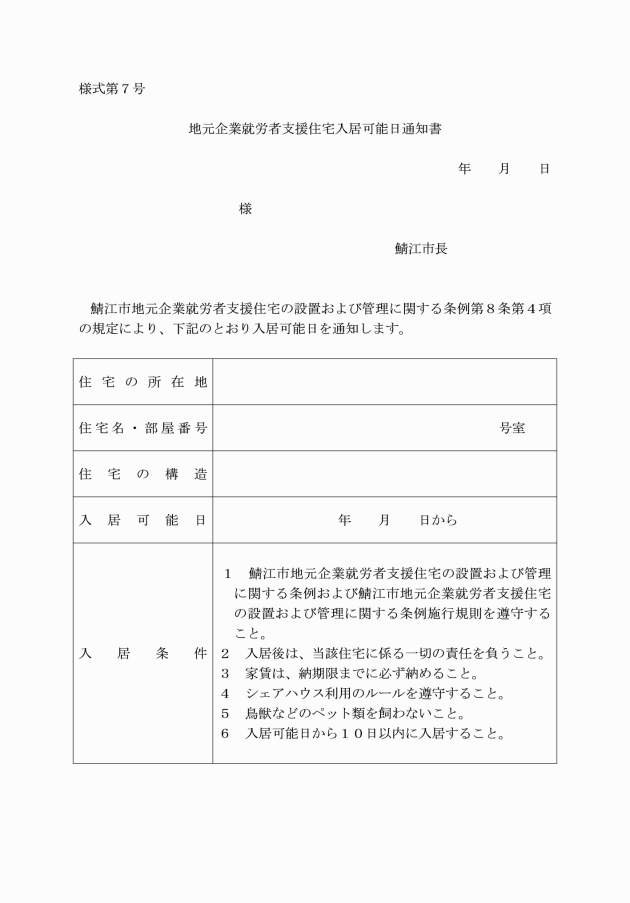 様式第７号
地元企業就労者支援住宅入居可能日通知書
年　　月　　日
様
鯖江市長
鯖江市地元企業就労者支援住宅の設置および管理に関する条例第８条第４項
の規定により、下記のとおり入居可能日を通知します。
住宅の所在地
住宅名・部屋番号　　号室
住宅の構造
入居可能日　　年　　月　　日から
入居条件
１　鯖江市地元企業就労者支援住宅の設置および管理
に関する条例および鯖江市地元企業就労者支援住宅
の設置および管理に関する条例施行規則を遵守する
こと。
２　入居後は、当該住宅に係る一切の責任を負うこと。
３　家賃は、納期限までに必ず納めること。
４　シェアハウス利用のルールを遵守すること。
５　鳥獣などのペット類を飼わないこと。
６　入居可能日から１０日以内に入居すること。